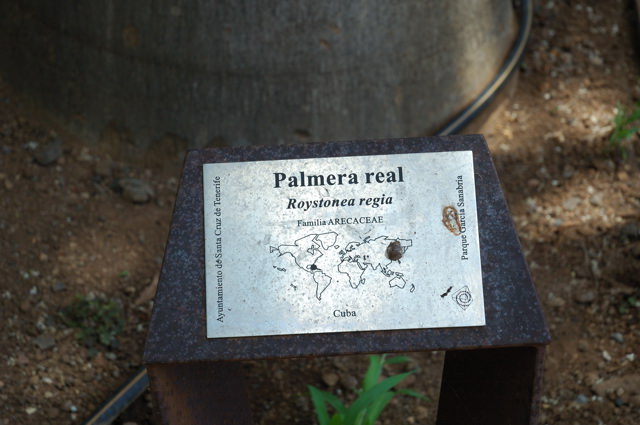 Palmera real
Roystonea regia
Familia ARECACEAE
Cuba
Ayuntamiento de Santa Cruz de Tenerife
Parque García Sanabria